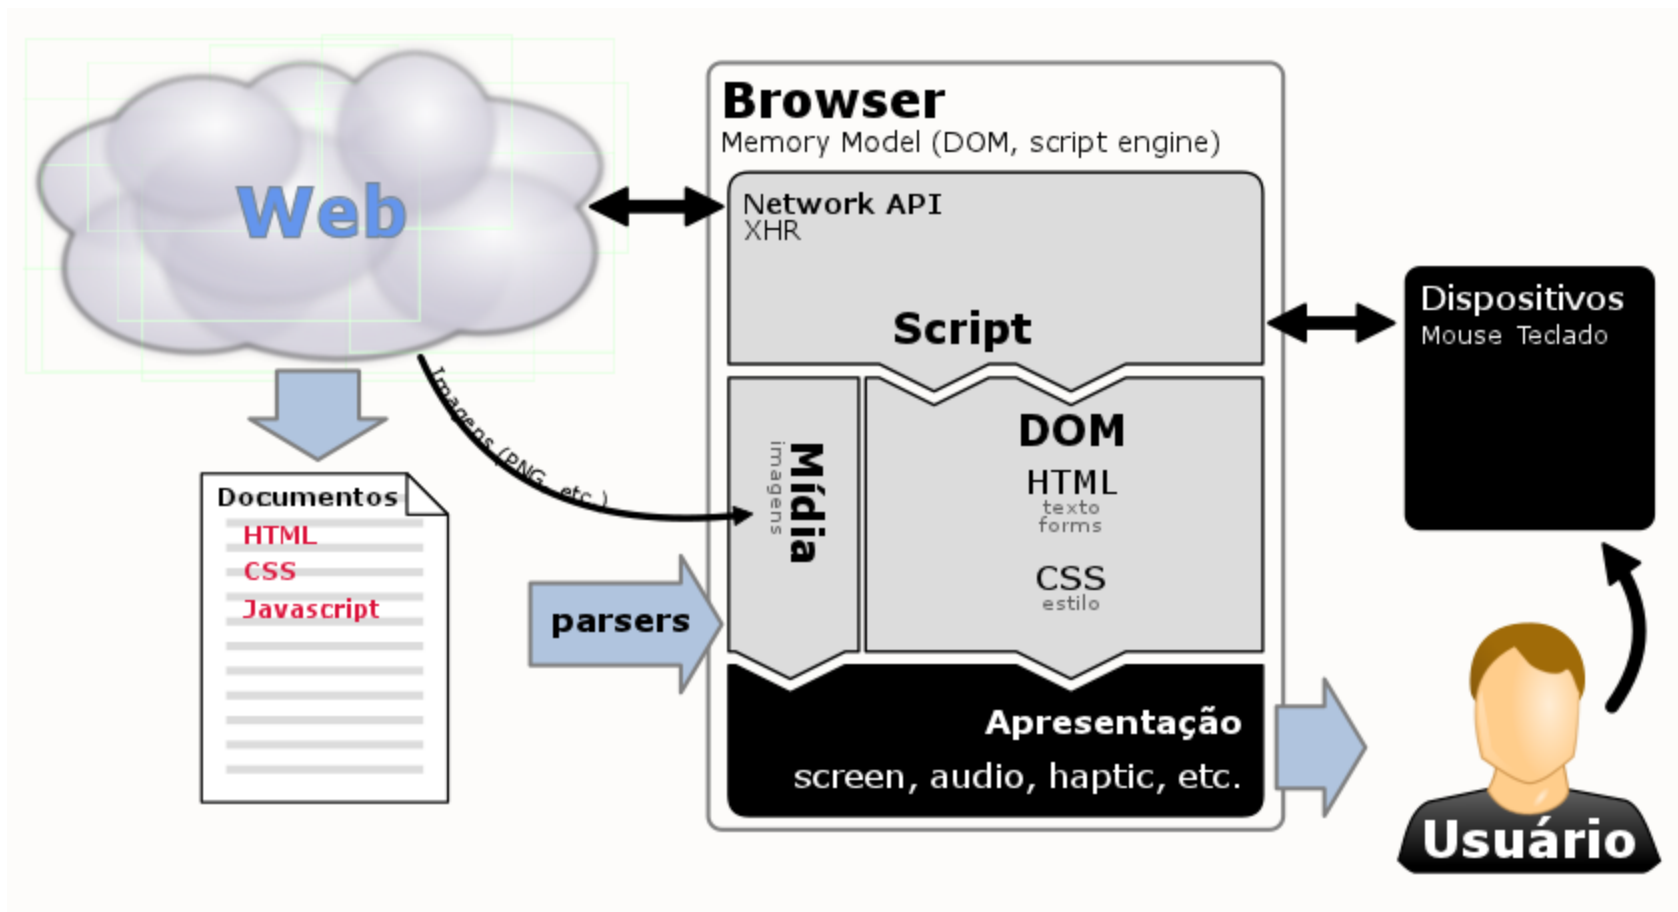 Web
Imagens (PNG, etc.)
Documentos
HTML
CSS
Javascript
parsers
Browser
Memory Model (DOM, script engine)
Network API
XHR
Script
Mídia
imagens
DOM
HTML
texto
forms
CSS
estilo
Apresentação
screen, audio, haptic, etc.
Dispositivos
Mouse Teclado
Usuário